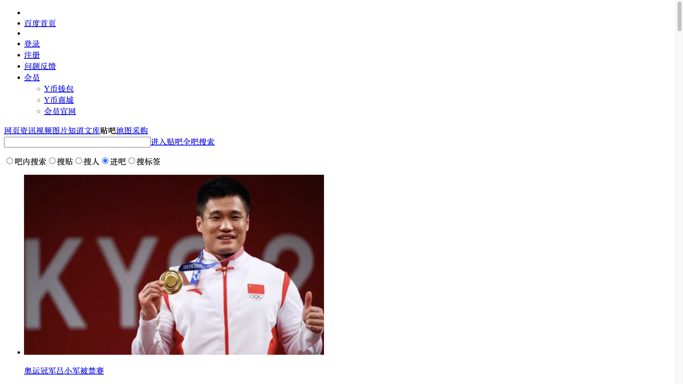 百度首页
登录
注册
问题反馈
会员
Y币钱包
Y币商城
会员官网
网页资讯视频图片知道文库贴吧地图采购
进入贴吧全吧搜索
吧内搜索 搜贴 搜人 进吧 搜标签
KYO 2
奥运冠军吕小军被禁赛